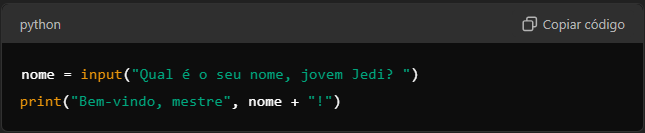 python
Copiar código
nome = input("Qual é o seu nome, jovem Jedi? ")
print("Bem-vindo, mestre", nome + "!")